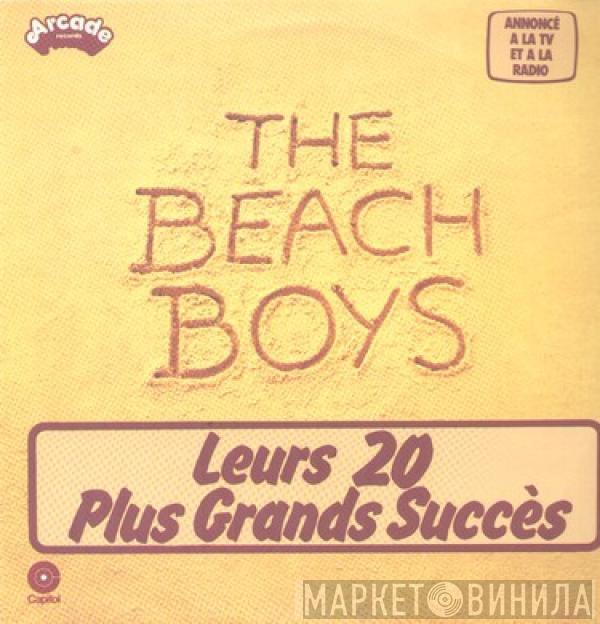 Arcade
records
ANNONCÉ
A LA TV
ET A LA
RADIO
THE
BEACH
BOYS
Leurs 20
Plus Grands Succès
Capitol
МАРКЕТ ВИНИЛА